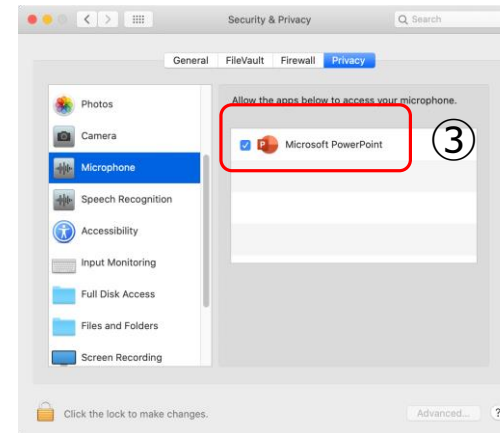 Security & Privacy
Search
General FileVault Firewall Privacy
Photos
Camera
Microphone
Speech Recognition
Accessibility
Input Monitoring
Full Disk Access
Files and Folders
Screen Recording
Allow the apps below to access your microphone.
P Microsoft PowerPoint
③
Click the lock to make changes.
Advanced...
?